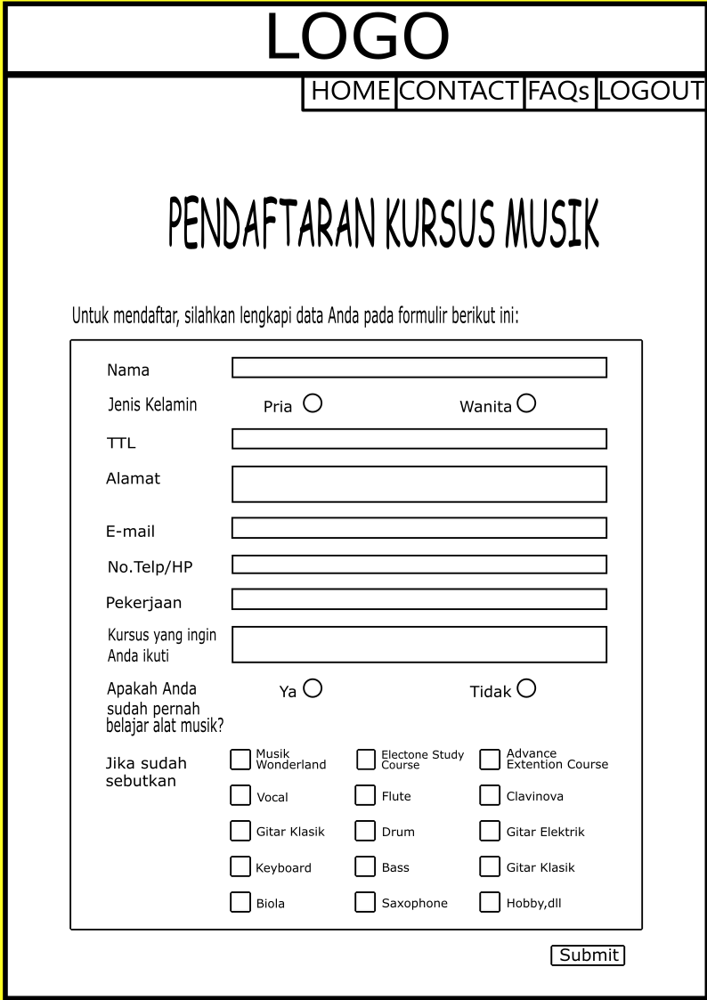 LOGO
HOME CONTACT FAQs LOGOUT
PENDAFTARAN KURSUS MUSIK
Untuk mendaftar, silahkan lengkapi data Anda pada formulir berikut ini:
Nama
Jenis Kelamin Pria Wanita
TTL
Alamat
E-mail
No.Telp/HP
Pekerjaan
Kursus yang ingin
Anda ikuti
Apakah Anda
sudah pernah
belajar alat musik?
Ya Tidak
Jika sudah
sebutkan
Musik
Wonderland
Electone Study
Course
Advance
Extention Course
Vocal Flute Clavinova
Gitar Klasik Drum Gitar Elektrik
Keyboard Bass Gitar Klasik
Biola Saxophone Hobby,dll
Submit